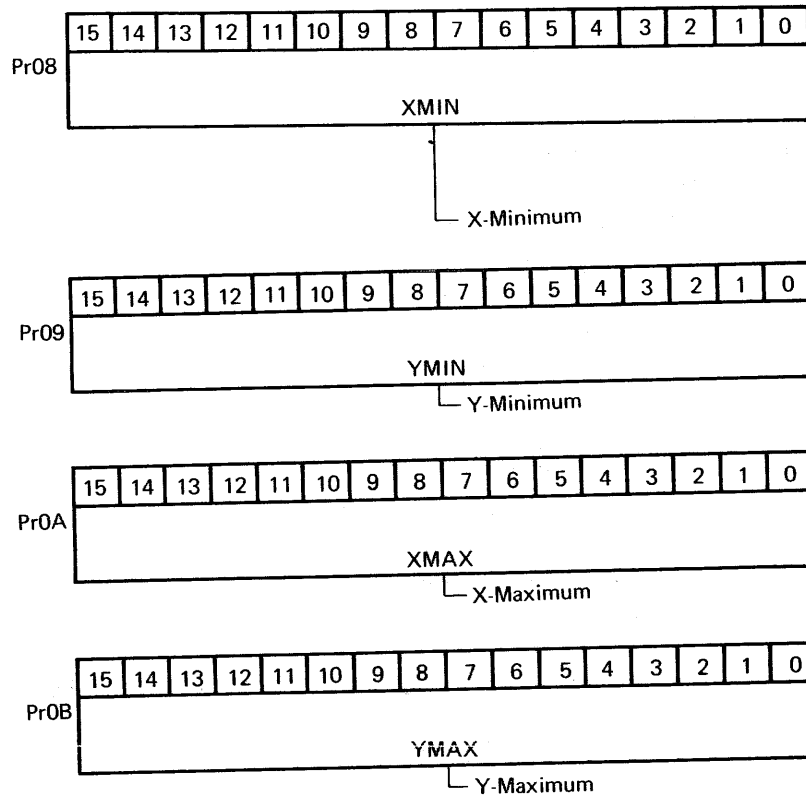 15 14 13 12 11 10 9 8 7 6 5 4 3 2 1 0
Pr08
XMIN
X-Minimum
15 14 13 12 11 10 9 8 7 6 5 4 3 2 1 0
Pr09
YMIN
Y-Minimum
15 14 13 12 11 10 9 8 7 6 5 4 3 2 1 0
Pr0A
XMAX
X-Maximum
15 14 13 12 11 10 9 8 7 6 5 4 3 2 1 0
Pr0B
YMAX
Y-Maximum